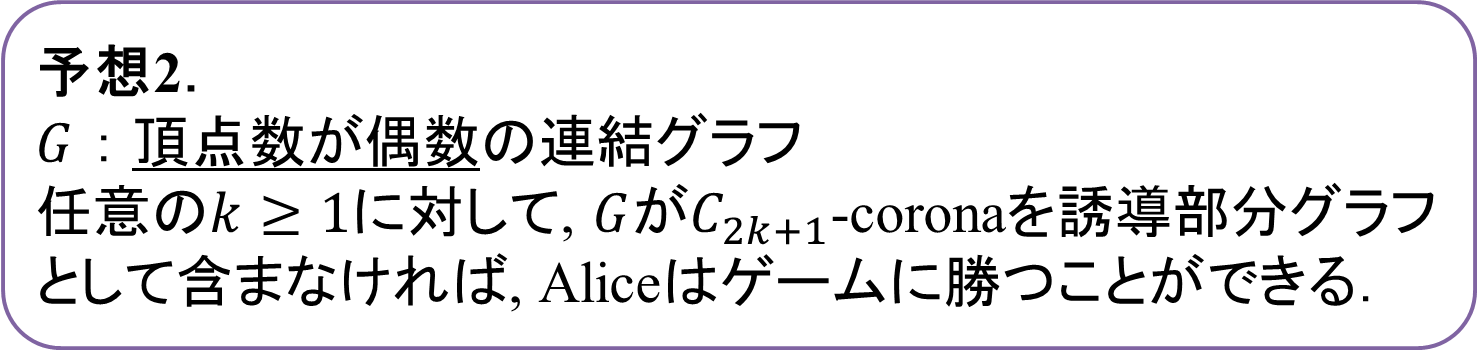 予想2.
𝐺 : 頂点数が偶数の連結グラフ
任意の𝑘 ≥ 1に対して, 𝐺が𝐶₂ₖ₊₁-coronaを誘導部分グラフ
として含まなければ, Aliceはゲームに勝つことができる.